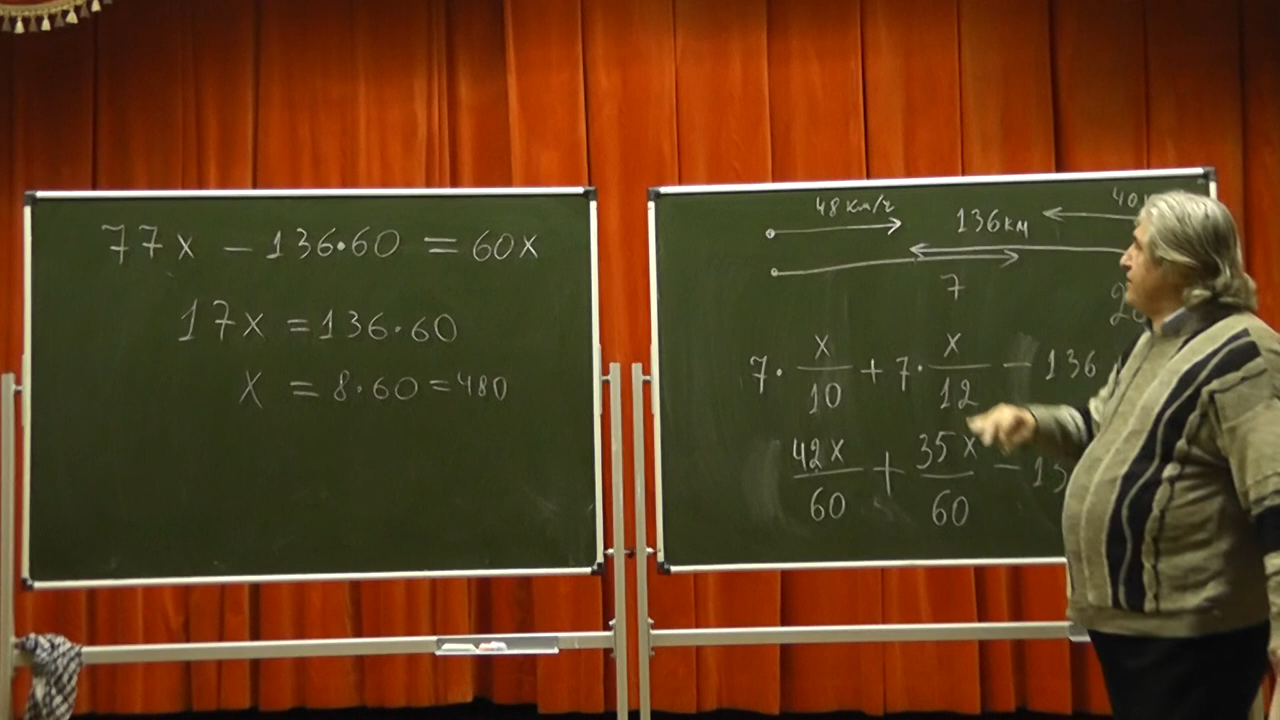 77x − 136·60 = 60x
17x = 136·60
x = 8·60 = 480
48 км/ч 40
136 км
7
7· x/10 + 7· x/12 − 136
42x/60 + 35x/60 −